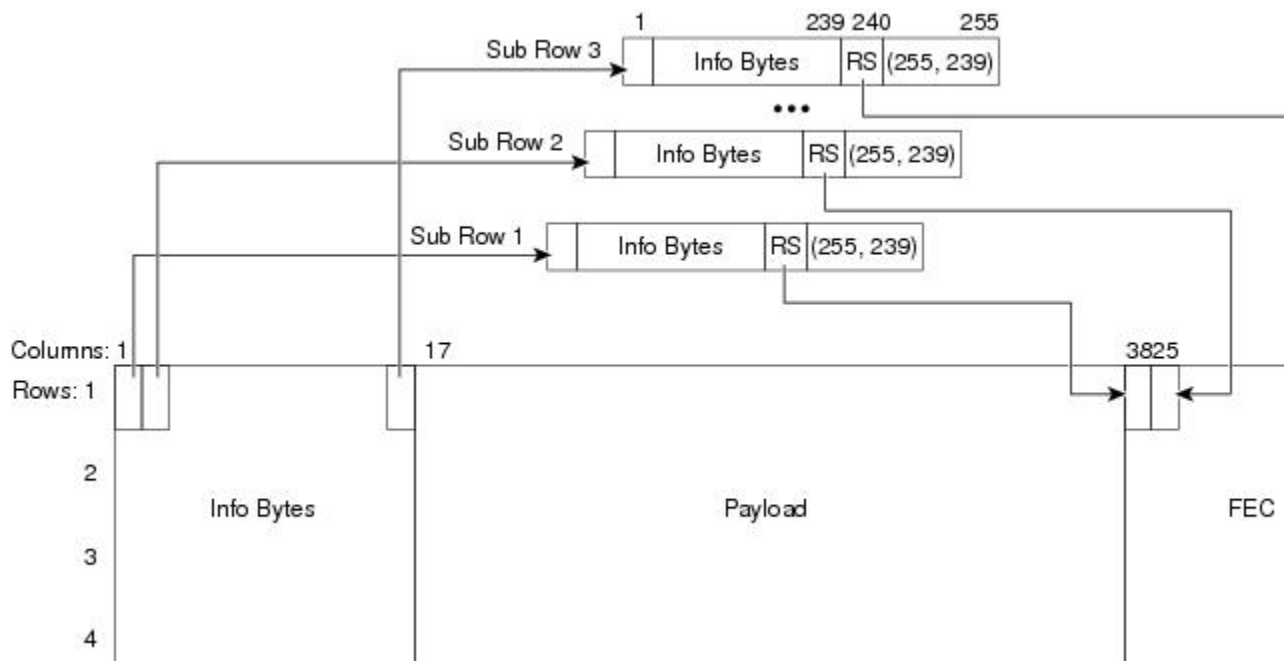 1 239 240 255
Sub Row 3 Info Bytes RS (255, 239)
•••
Sub Row 2 Info Bytes RS (255, 239)
Sub Row 1 Info Bytes RS (255, 239)
Columns: 1 17 3825
Rows: 1
2
Info Bytes Payload FEC
3
4